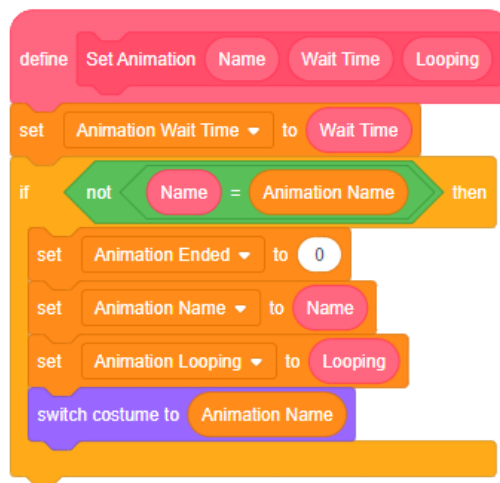 define Set Animation Name Wait Time Looping
set Animation Wait Time to Wait Time
if not Name = Animation Name then
set Animation Ended to 0
set Animation Name to Name
set Animation Looping to Looping
switch costume to Animation Name